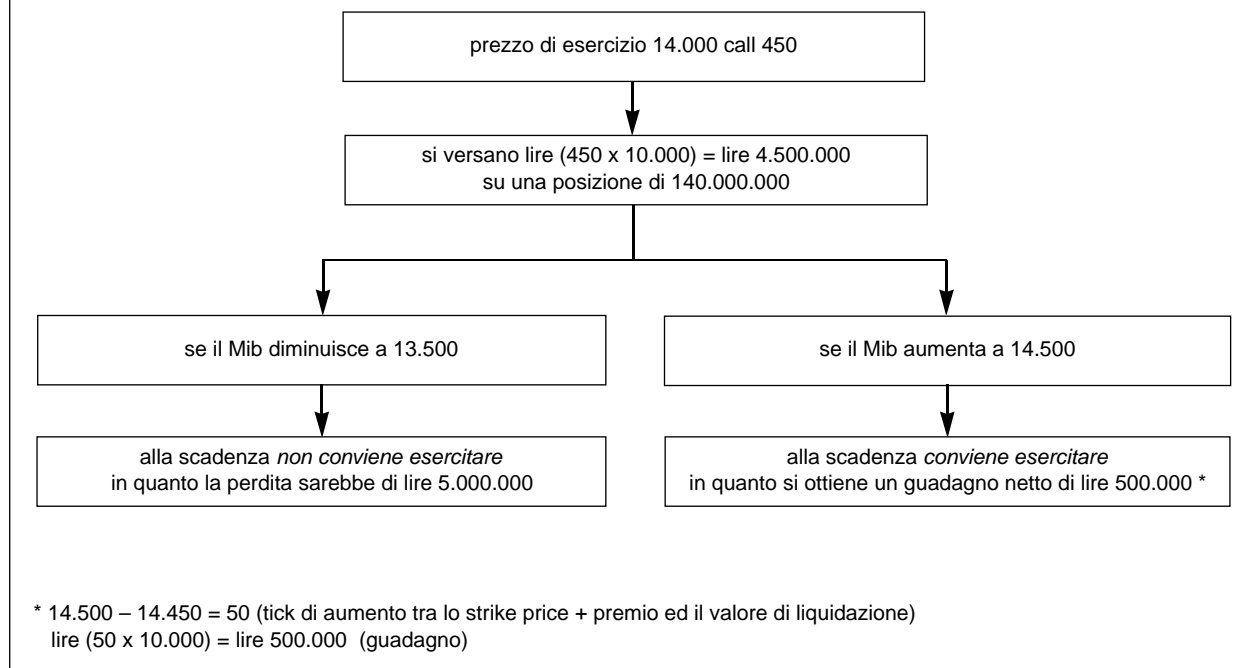 prezzo di esercizio 14.000 call 450
si versano lire (450 x 10.000) = lire 4.500.000
su una posizione di 140.000.000
se il Mib diminuisce a 13.500
se il Mib aumenta a 14.500
alla scadenza non conviene esercitare
in quanto la perdita sarebbe di lire 5.000.000
alla scadenza conviene esercitare
in quanto si ottiene un guadagno netto di lire 500.000 *
* 14.500 – 14.450 = 50 (tick di aumento tra lo strike price + premio ed il valore di liquidazione)
lire (50 x 10.000) = lire 500.000 (guadagno)